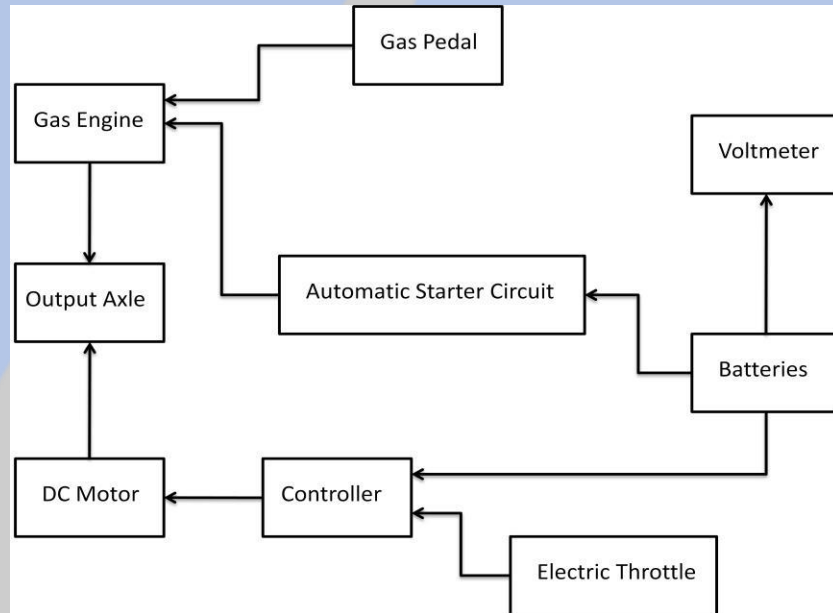 Gas Pedal
Gas Engine
Voltmeter
Output Axle
Automatic Starter Circuit
Batteries
DC Motor
Controller
Electric Throttle